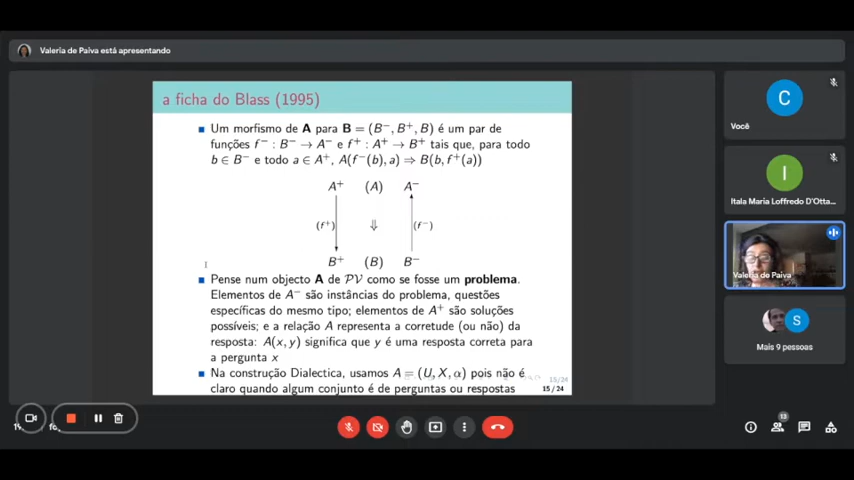 Valeria de Paiva está apresentando
a ficha do Blass (1995)
Um morfismo de A para B = (B⁻, B⁺, B) é um par de
funções f⁻ : B⁻ → A⁻ e f⁺ : A⁺ → B⁺ tais que, para todo
b ∈ B⁻ e todo a ∈ A⁺, A(f⁻(b), a) ⇒ B(b, f⁺(a))
A⁺ (A) A⁻
(f⁺) ⇓ (f⁻)
B⁺ (B) B⁻
Pense num objecto A de PV como se fosse um problema.
Elementos de A⁻ são instâncias do problema, questões
específicas do mesmo tipo; elementos de A⁺ são soluções
possíveis; e a relação A representa a corretude (ou não) da
resposta: A(x, y) significa que y é uma resposta correta para
a pergunta x
Na construção Dialectica, usamos A = (U, X, α) pois não é
claro quando algum conjunto é de perguntas ou respostas
15/24
15 / 24
C
Você
I
Itala Maria Loffredo D'Otta...
Valeria de Paiva
S
Mais 9 pessoas
13